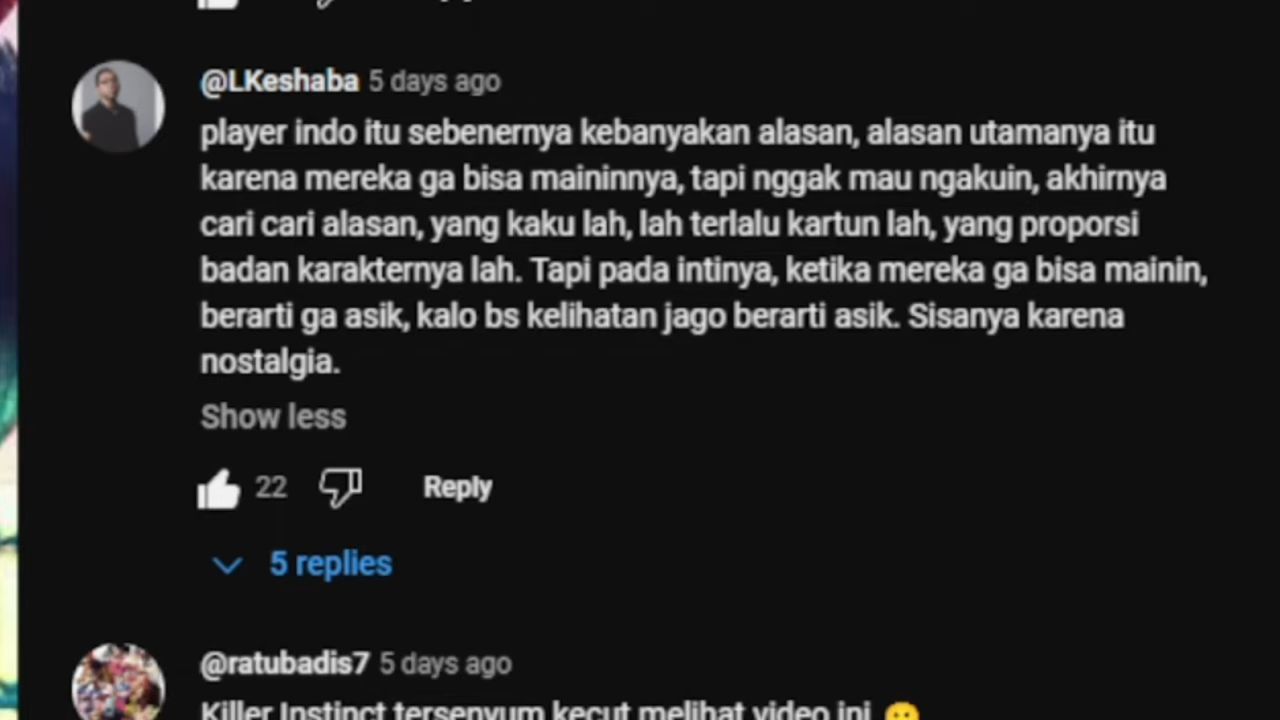 @LKeshaba 5 days ago
player indo itu sebenernya kebanyakan alasan, alasan utamanya itu
karena mereka ga bisa maininnya, tapi nggak mau ngakuin, akhirnya
cari cari alasan, yang kaku lah, lah terlalu kartun lah, yang proporsi
badan karakternya lah. Tapi pada intinya, ketika mereka ga bisa mainin,
berarti ga asik, kalo bs kelihatan jago berarti asik. Sisanya karena
nostalgia.
Show less
22 Reply
5 replies
@ratubadis7 5 days ago
Killer Instinct tersenyum kecut melihat video ini